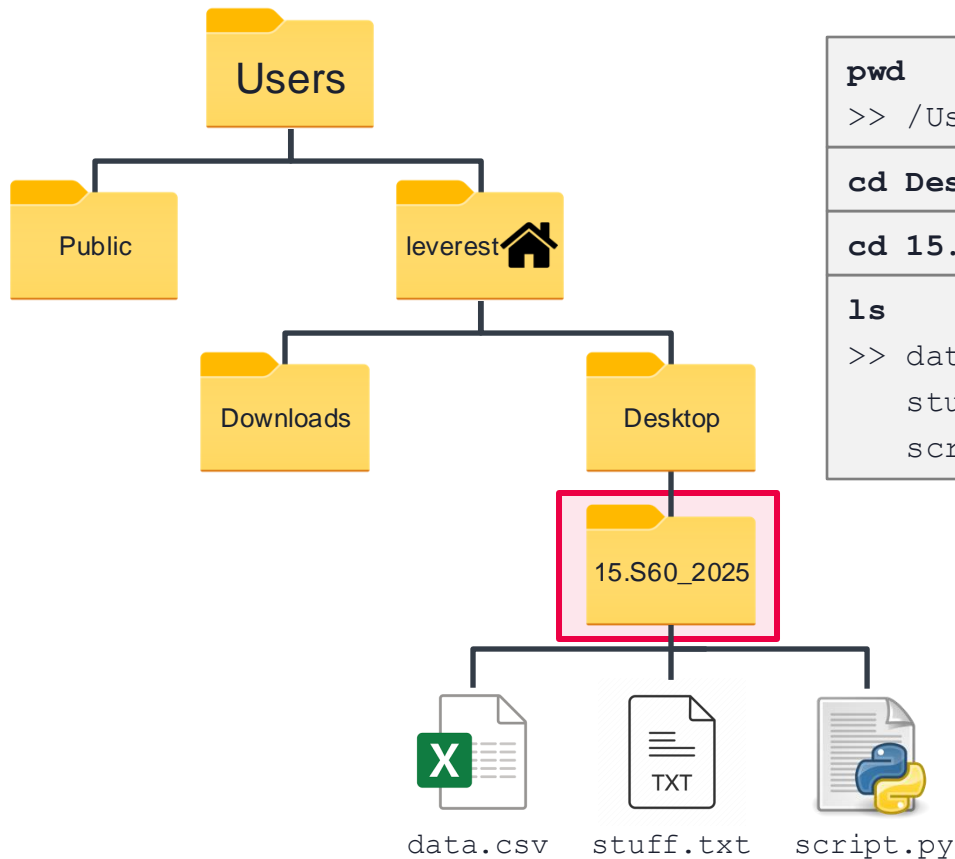 Users
Public
leverest
Downloads
Desktop
15.S60_2025
X
TXT
data.csv
stuff.txt
script.py
pwd
>> /Us
cd Des
cd 15.
ls
>> dat
stu
scr